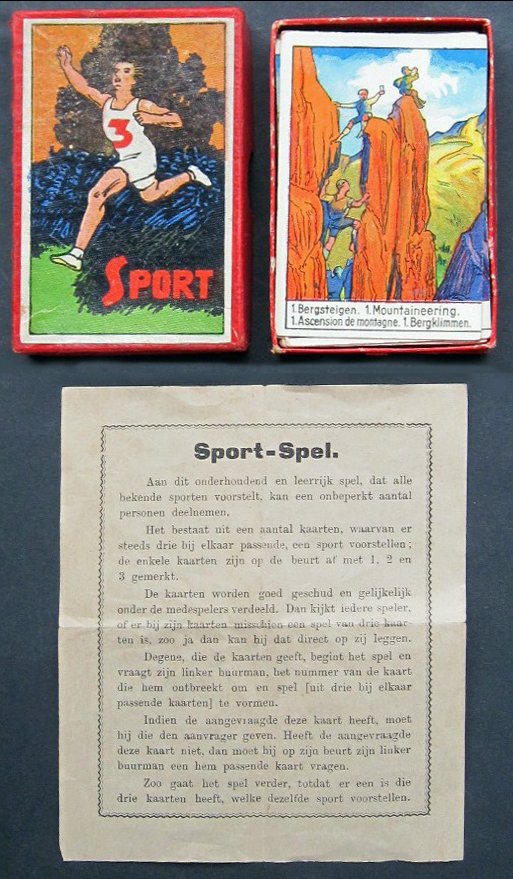 3
SPORT
1. Bergsteigen. 1. Mountaineering.
1. Ascension de montagne. 1. Bergklimmen.
Sport-Spel.
Aan dit onderhoudend en leerrijk spel, dat alle
bekende sporten voorstelt, kan een onbeperkt aantal
personen deelnemen.
Het bestaat uit een aantal kaarten, waarvan er
steeds drie bij elkaar passende, een sport voorstellen;
de enkele kaarten zijn op de beurt af met 1, 2 en
3 gemerkt.
De kaarten worden goed geschud en gelijkelijk
onder de medespelers verdeeld. Dan kijkt iedere speler,
of er bij zijn kaarten misschien een spel van drie kaar-
ten is, zoo ja dan kan hij dat direct op zij leggen.
Degene, die de kaarten geeft, begint het spel en
vraagt zijn linker buurman, het nummer van de kaart
die hem ontbreekt om en spel [uit drie bij elkaar
passende kaarten] te vormen.
Indien de aangevraagde deze kaart heeft, moet
hij die den aanvrager geven. Heeft de aangevraagde
deze kaart niet, dan moet hij op zijn beurt zijn linker
buurman een hem passende kaart vragen.
Zoo gaat het spel verder, totdat er een is die
drie kaarten heeft, welke dezelfde sport voorstellen.